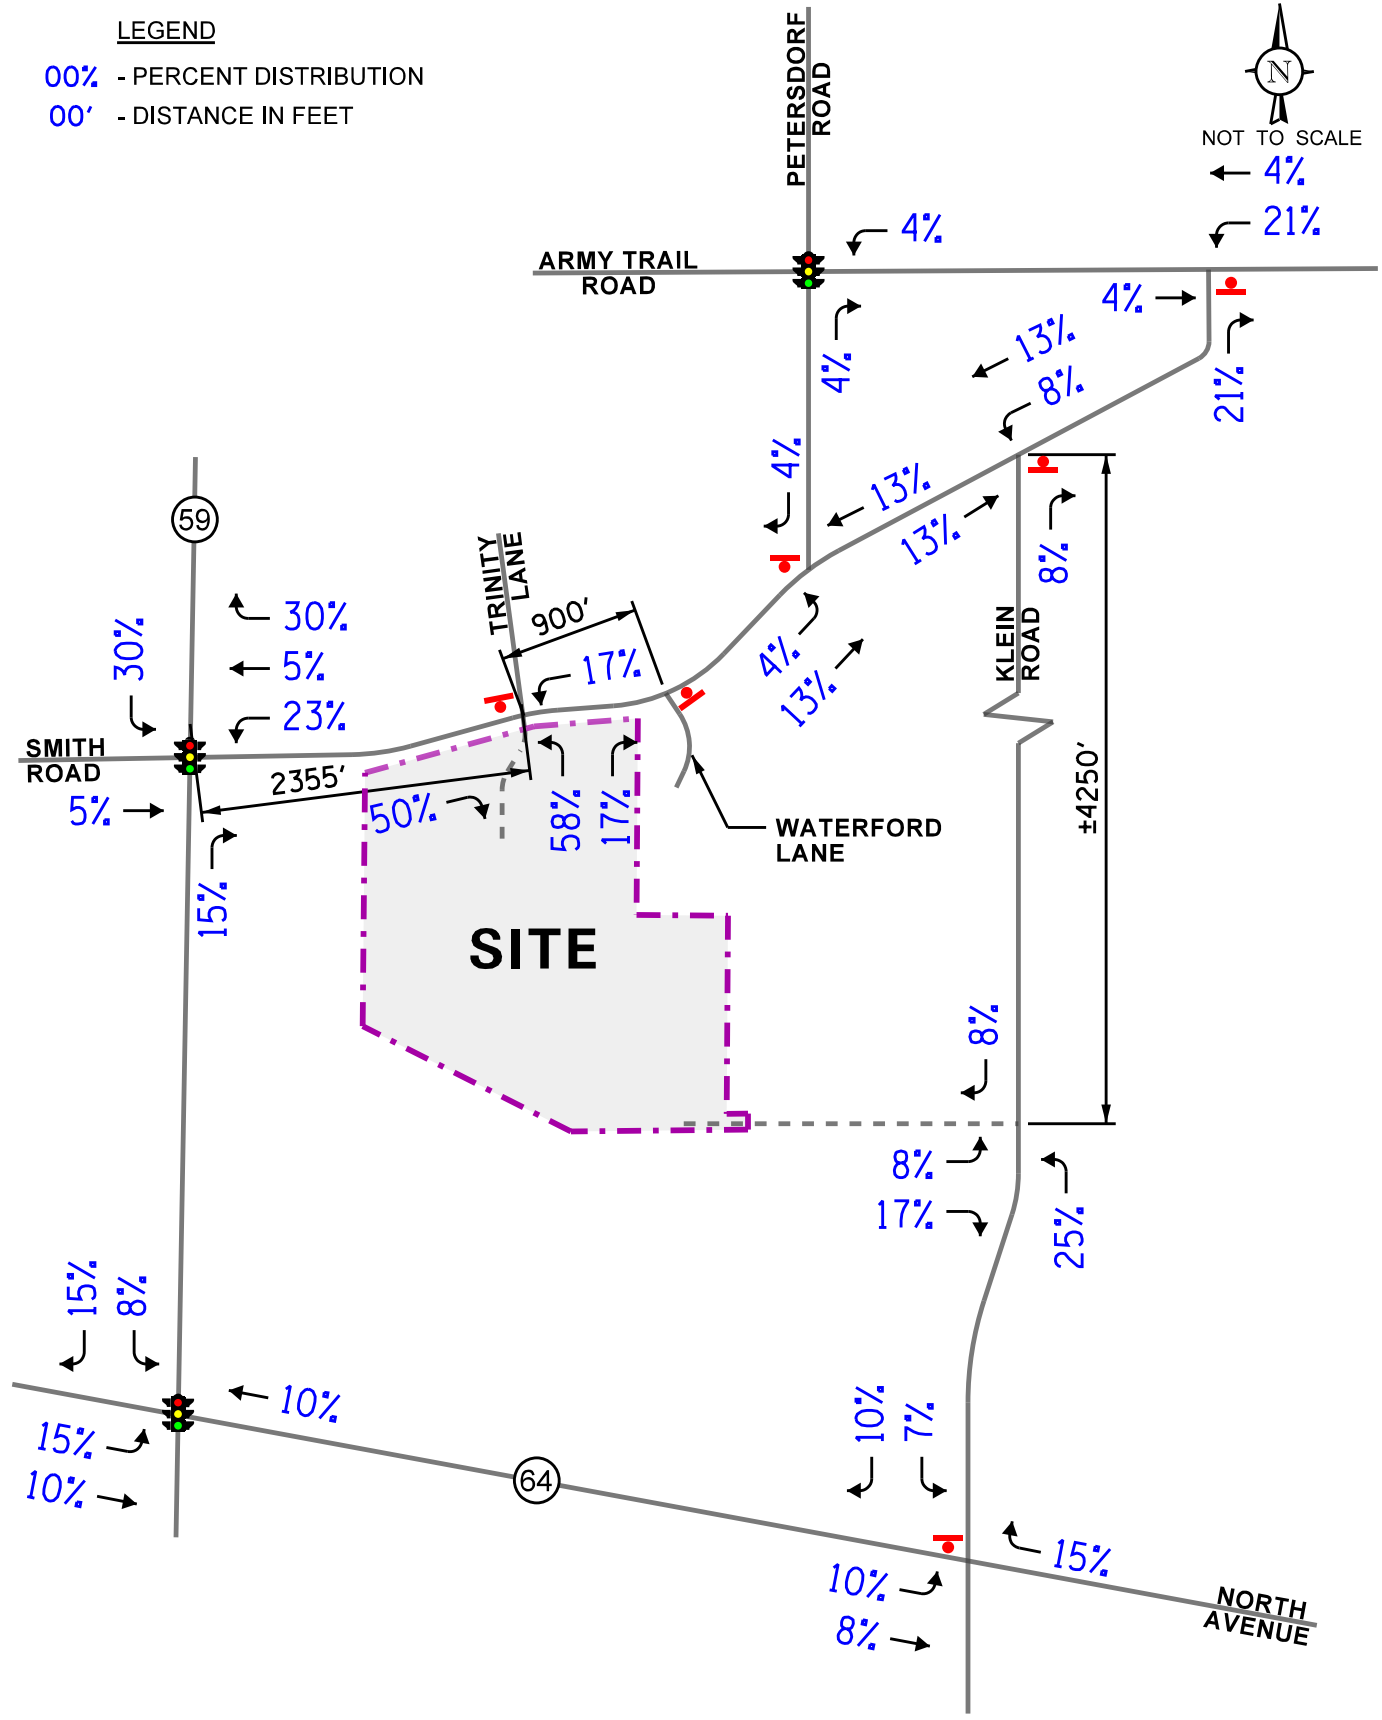 LEGEND
00% - PERCENT DISTRIBUTION
00' - DISTANCE IN FEET
PETERSDORF
ROAD
N
NOT TO SCALE
4%
21%
4%
ARMY TRAIL
ROAD
4%
4%
13%
8%
21%
4%
13%
13%
8%
59
TRINITY
LANE
900'
30%
30%
5%
23%
17%
4%
13%
KLEIN
ROAD
SMITH
ROAD
5%
2355'
50%
58%
17%
15%
WATERFORD
LANE
±4250'
SITE
8%
8%
17%
25%
15%
8%
10%
15%
10%
64
10%
7%
15%
10%
8%
NORTH
AVENUE